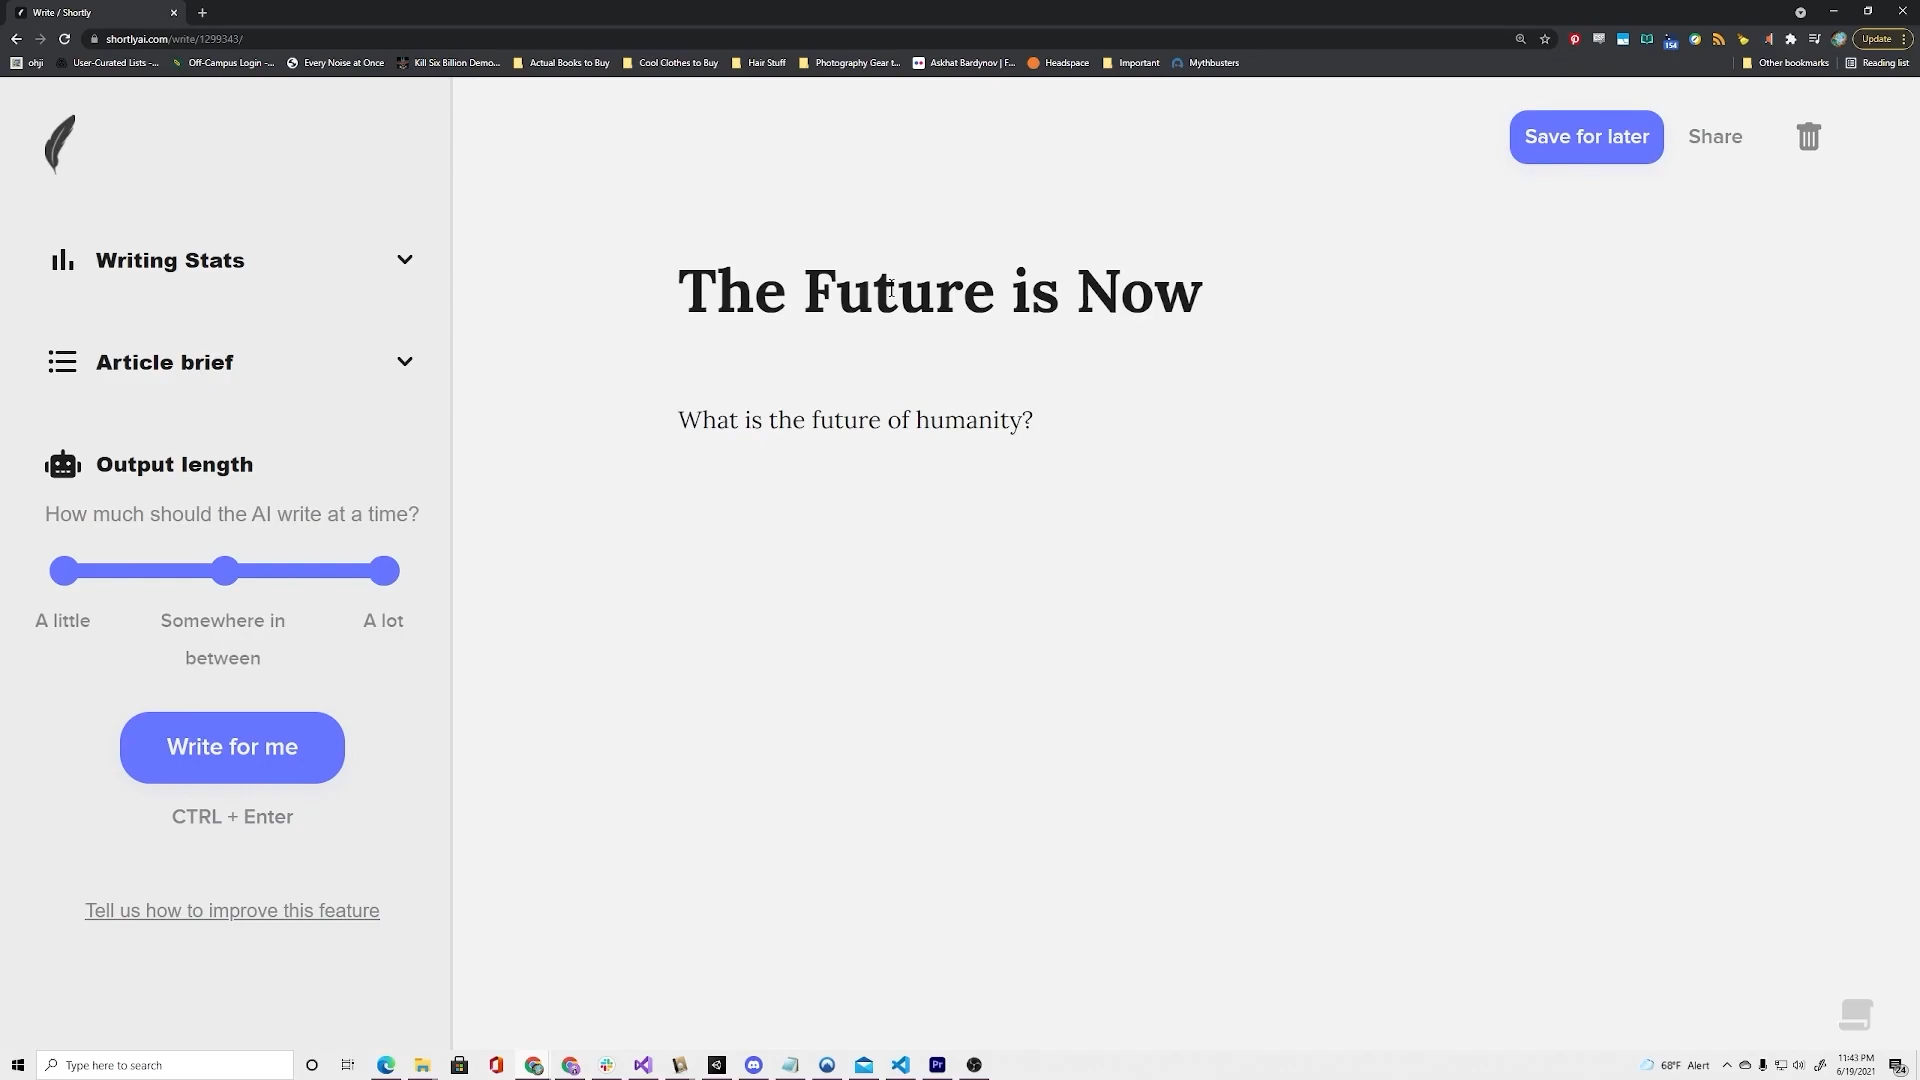 Write / Shortly
shortlyai.com/write/1299343/
Update
ohji
User-Curated Lists -...
Off-Campus Login -...
Every Noise at Once
Kill Six Billion Demo...
Actual Books to Buy
Cool Clothes to Buy
Hair Stuff
Photography Gear t...
Askhat Bardynov | F...
Headspace
Important
Mythbusters
Other bookmarks
Reading list
154
Save for later
Share
Writing Stats
The Future is Now
Article brief
What is the future of humanity?
Output length
How much should the AI write at a time?
A little
Somewhere in
between
A lot
Write for me
CTRL + Enter
Tell us how to improve this feature
Type here to search
Pr
68°F Alert
11:43 PM
6/19/2021
24